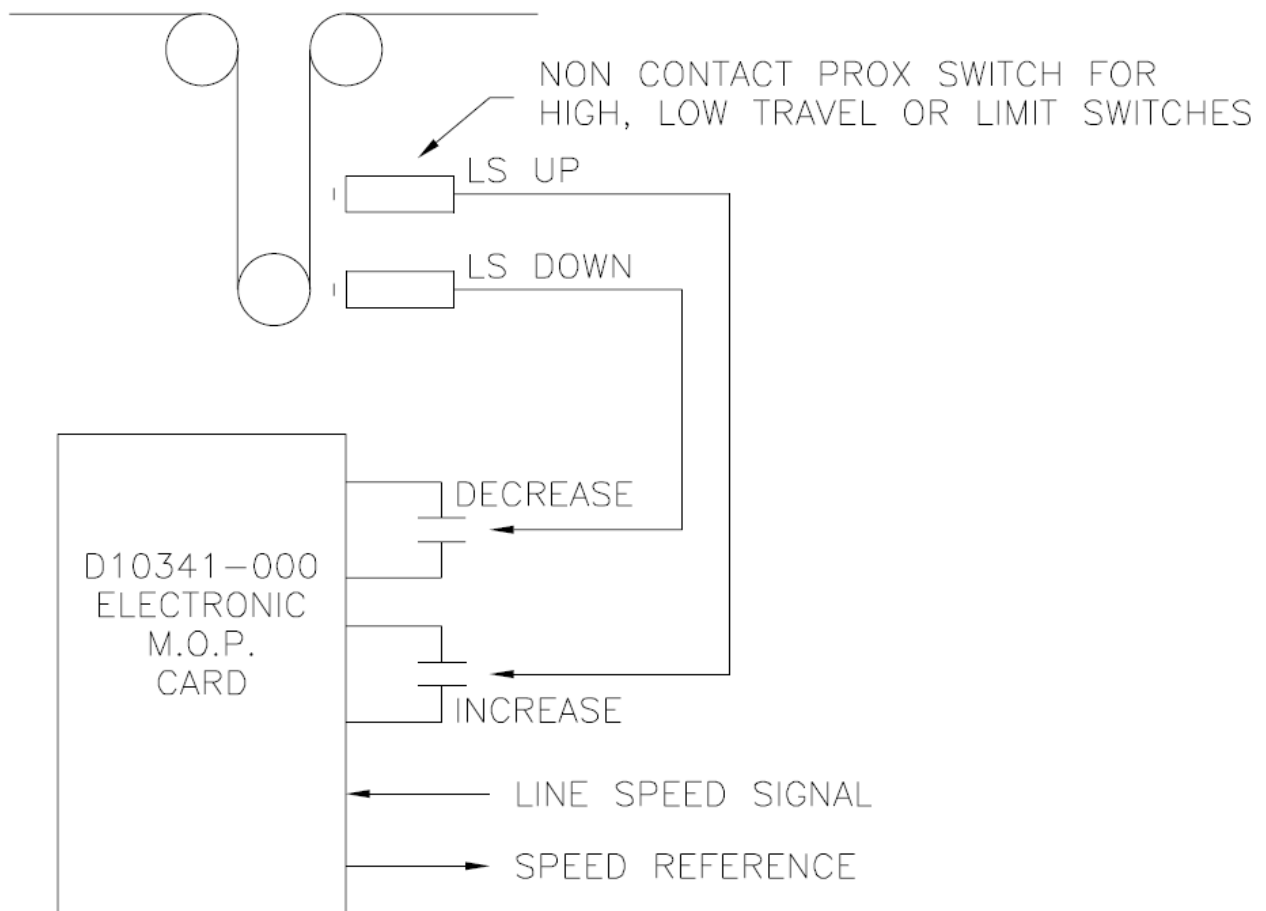 NON CONTACT PROX SWITCH FOR
HIGH, LOW TRAVEL OR LIMIT SWITCHES
LS UP
LS DOWN
DECREASE
D10341-000
ELECTRONIC
M.O.P.
CARD
INCREASE
LINE SPEED SIGNAL
SPEED REFERENCE